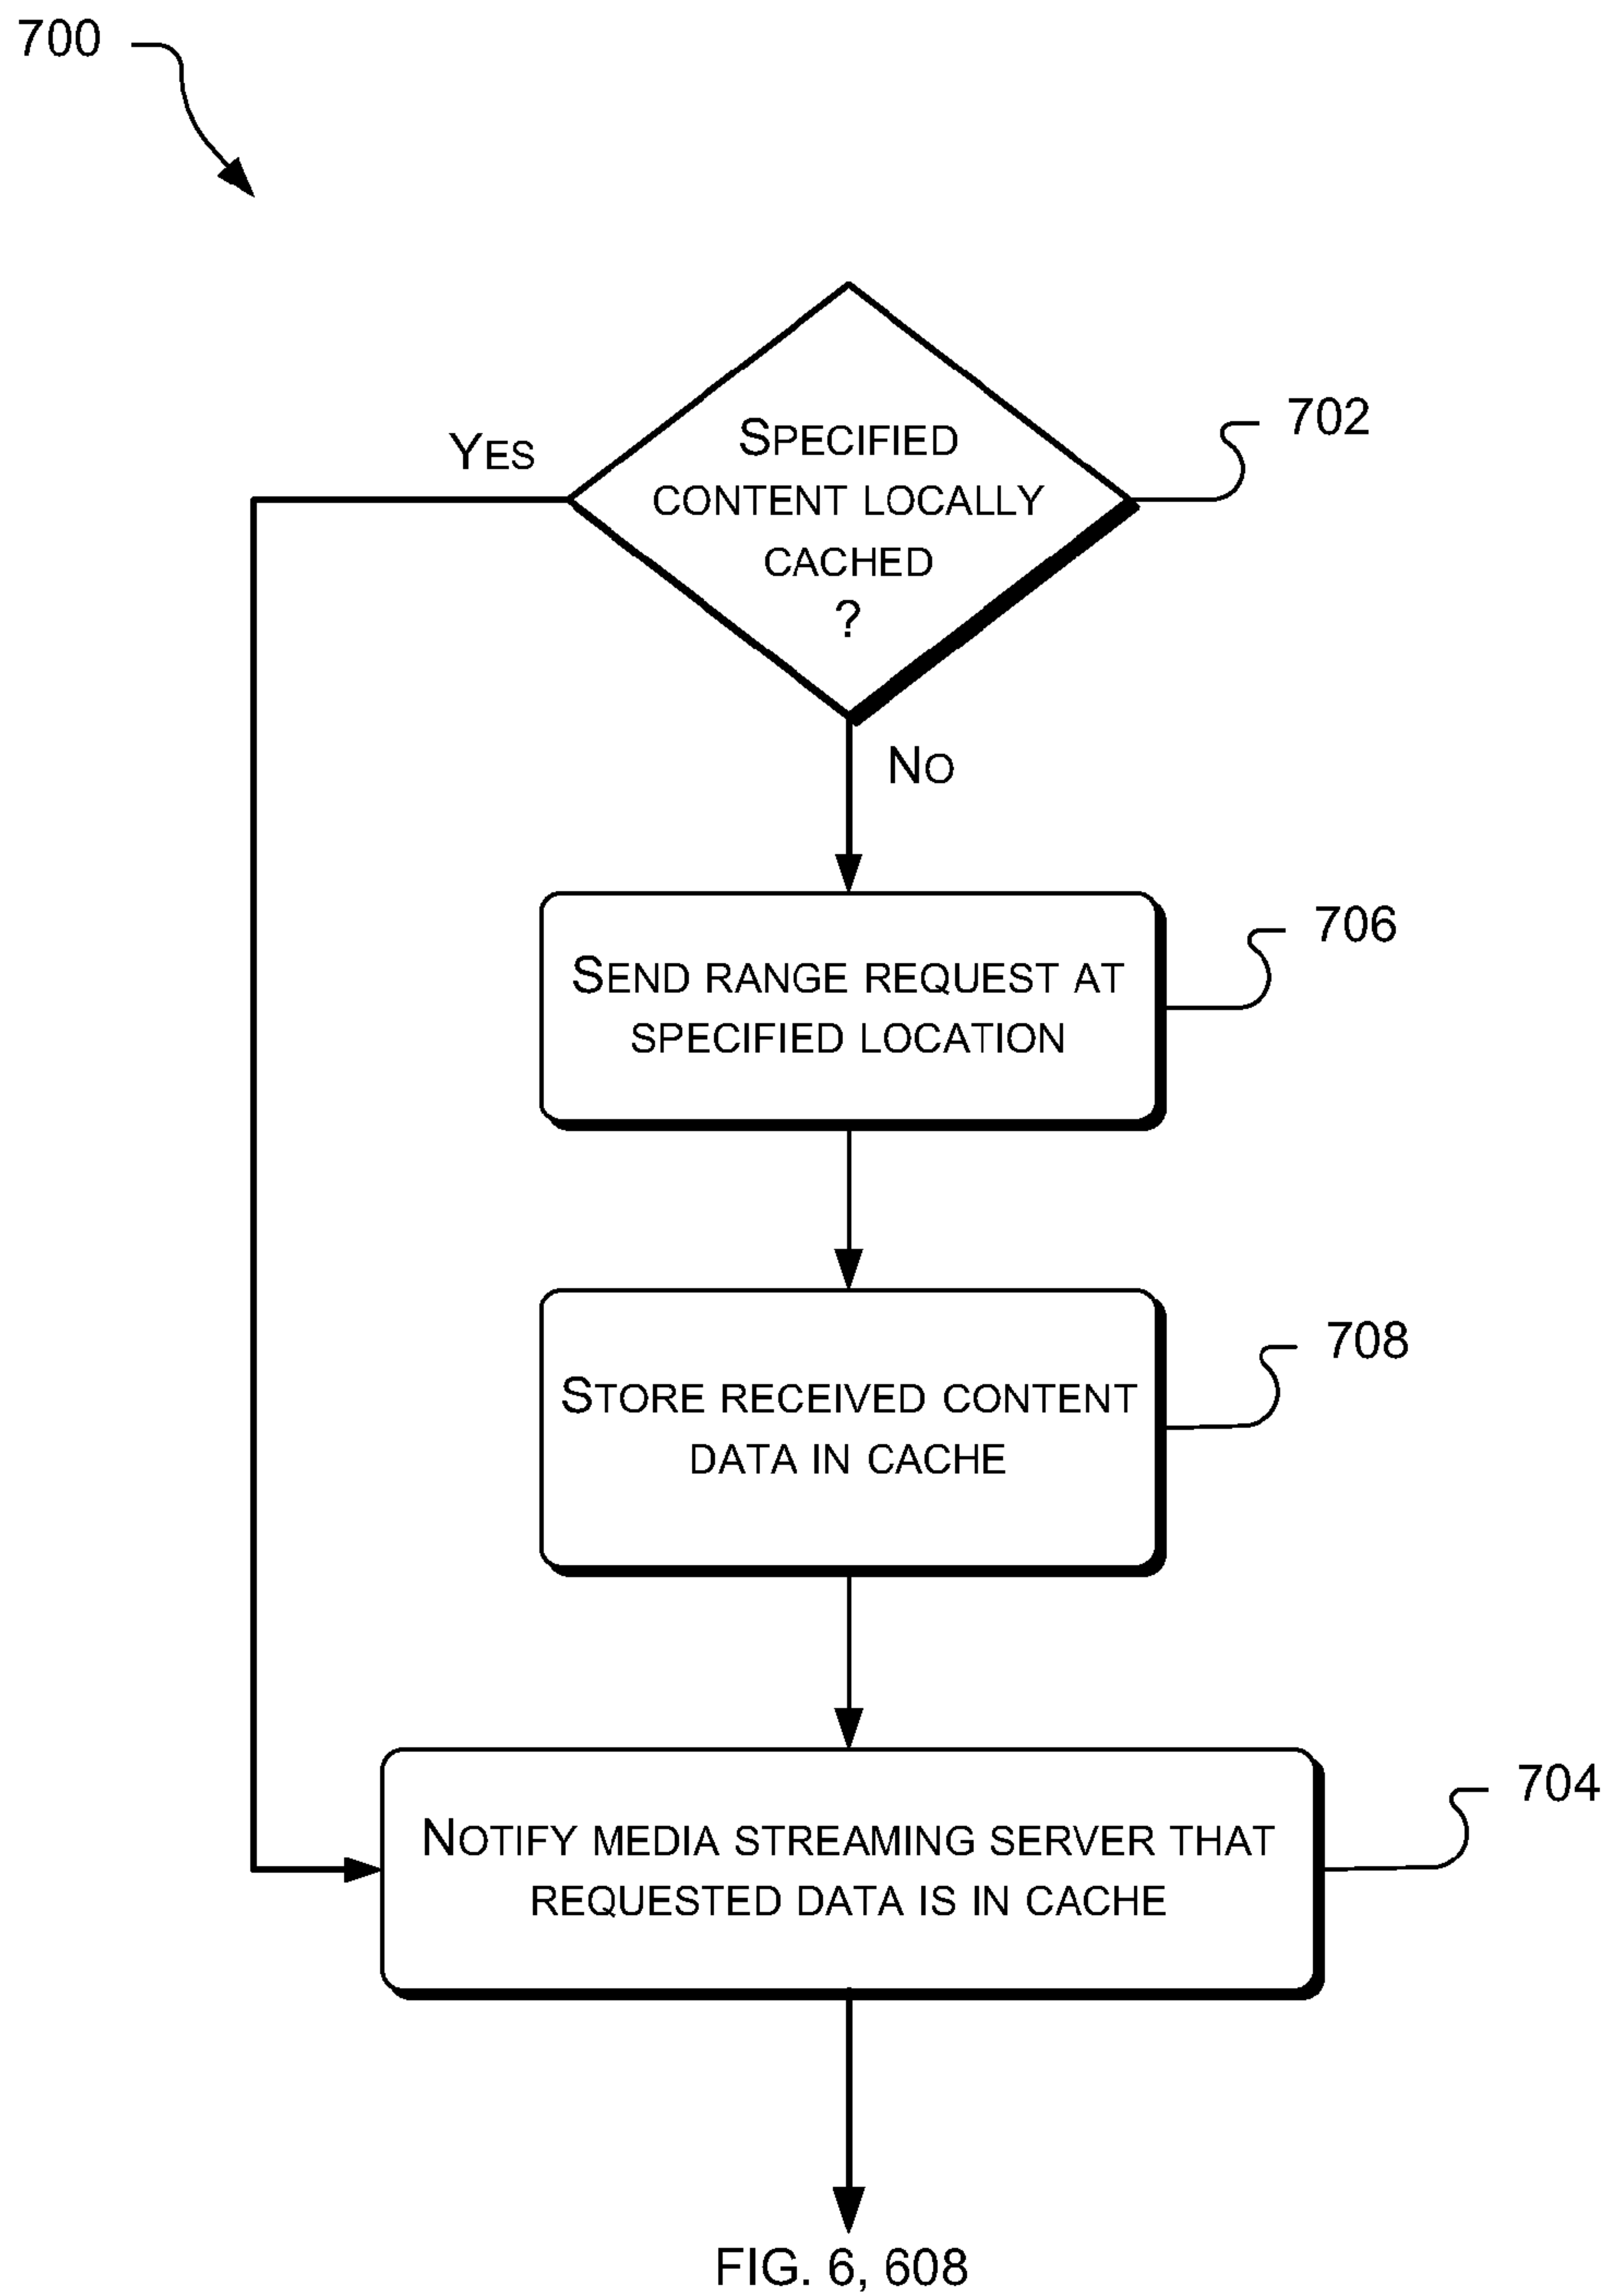 700
702
SPECIFIED
CONTENT LOCALLY
CACHED
?
YES
NO
706
SEND RANGE REQUEST AT
SPECIFIED LOCATION
708
STORE RECEIVED CONTENT
DATA IN CACHE
704
NOTIFY MEDIA STREAMING SERVER THAT
REQUESTED DATA IS IN CACHE
FIG. 6, 608